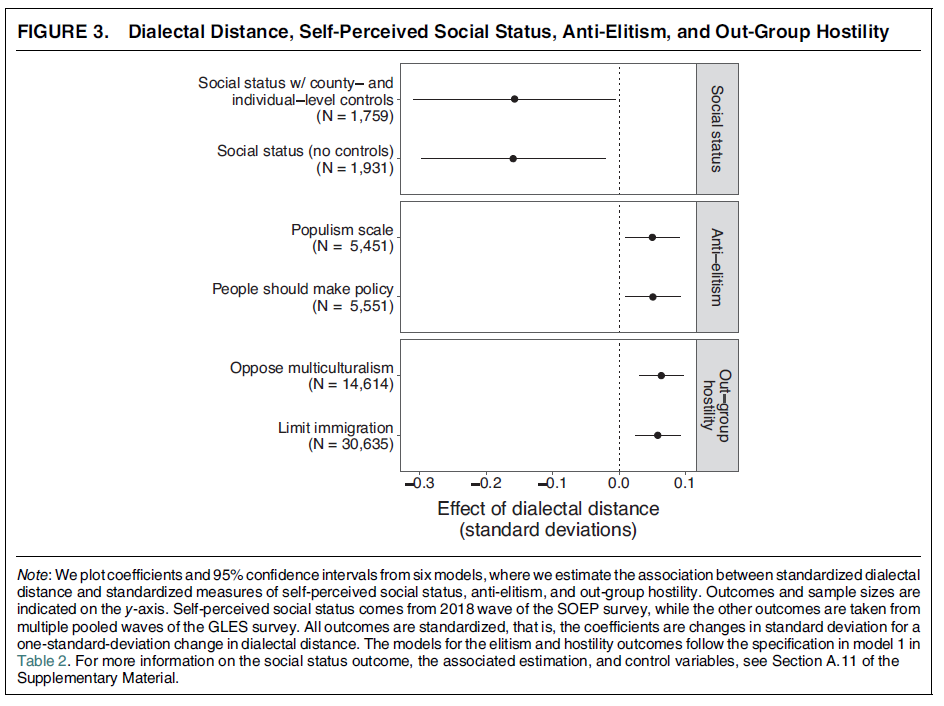 FIGURE 3. Dialectal Distance, Self-Perceived Social Status, Anti-Elitism, and Out-Group Hostility
Social status w/ county– and
individual–level controls
(N = 1,759)
Social status (no controls)
(N = 1,931)
Social status
Populism scale
(N = 5,451)
People should make policy
(N = 5,551)
Anti–elitism
Oppose multiculturalism
(N = 14,614)
Limit immigration
(N = 30,635)
Out–group
hostility
–0.3 –0.2 –0.1 0.0 0.1
Effect of dialectal distance
(standard deviations)
Note: We plot coefficients and 95% confidence intervals from six models, where we estimate the association between standardized dialectal
distance and standardized measures of self-perceived social status, anti-elitism, and out-group hostility. Outcomes and sample sizes are
indicated on the y-axis. Self-perceived social status comes from 2018 wave of the SOEP survey, while the other outcomes are taken from
multiple pooled waves of the GLES survey. All outcomes are standardized, that is, the coefficients are changes in standard deviation for a
one-standard-deviation change in dialectal distance. The models for the elitism and hostility outcomes follow the specification in model 1 in
Table 2. For more information on the social status outcome, the associated estimation, and control variables, see Section A.11 of the
Supplementary Material.